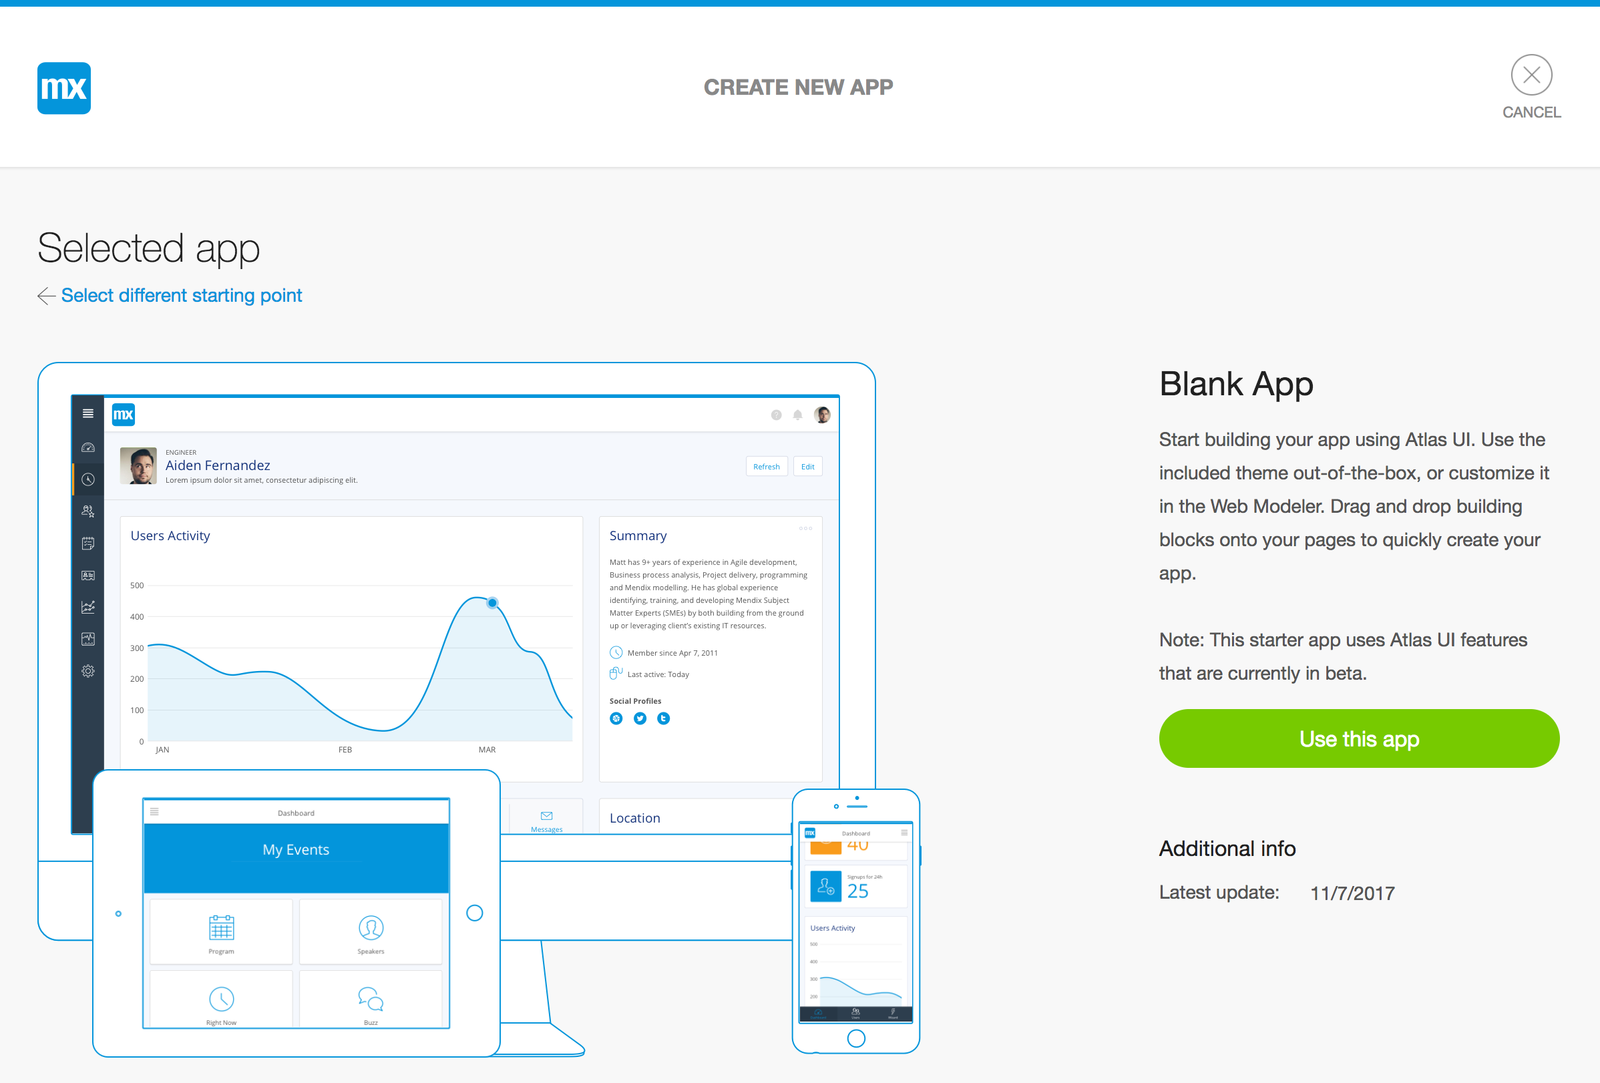 mx
CREATE NEW APP
CANCEL
Selected app
Select different starting point
mx
ENGINEER
Aiden Fernandez
Lorem ipsum dolor sit amet, consectetur adipiscing elit.
Refresh
Edit
Users Activity
500
400
300
200
100
0
JAN
FEB
MAR
Summary
Matt has 9+ years of experience in Agile development,
Business process analysis, Project delivery, programming
and Mendix modelling. He has global experience
identifying, training, and developing Mendix Subject
Matter Experts (SMEs) by both building from the ground
up or leveraging client's existing IT resources.
Member since Apr 7, 2011
Last active: Today
Social Profiles
Messages
Location
Dashboard
My Events
Program
Speakers
Right Now
Buzz
mx
Dashboard
40
Signups for 24h
25
Users Activity
500
400
300
200
Blank App
Start building your app using Atlas UI. Use the
included theme out-of-the-box, or customize it
in the Web Modeler. Drag and drop building
blocks onto your pages to quickly create your
app.
Note: This starter app uses Atlas UI features
that are currently in beta.
Use this app
Additional info
Latest update: 11/7/2017